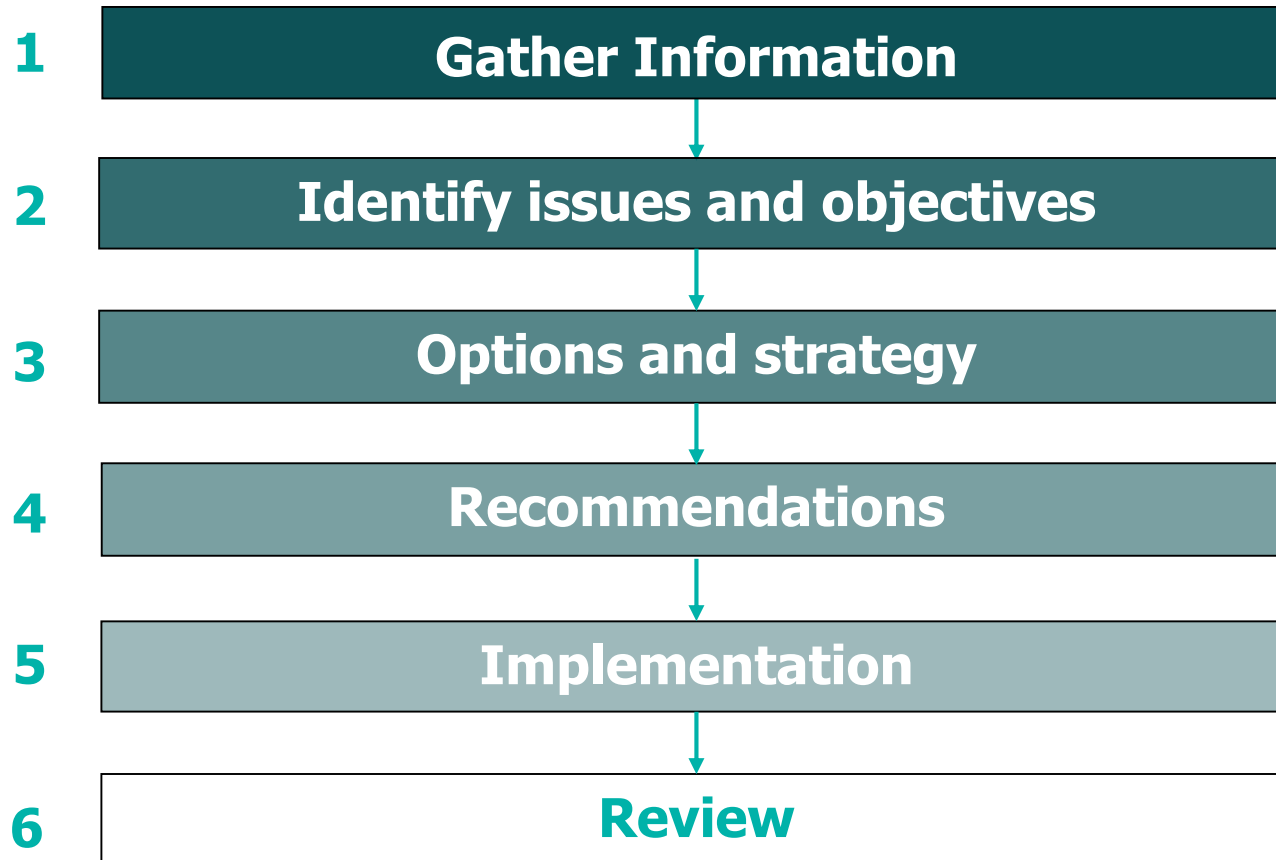 1 Gather Information
2 Identify issues and objectives
3 Options and strategy
4 Recommendations
5 Implementation
6 Review